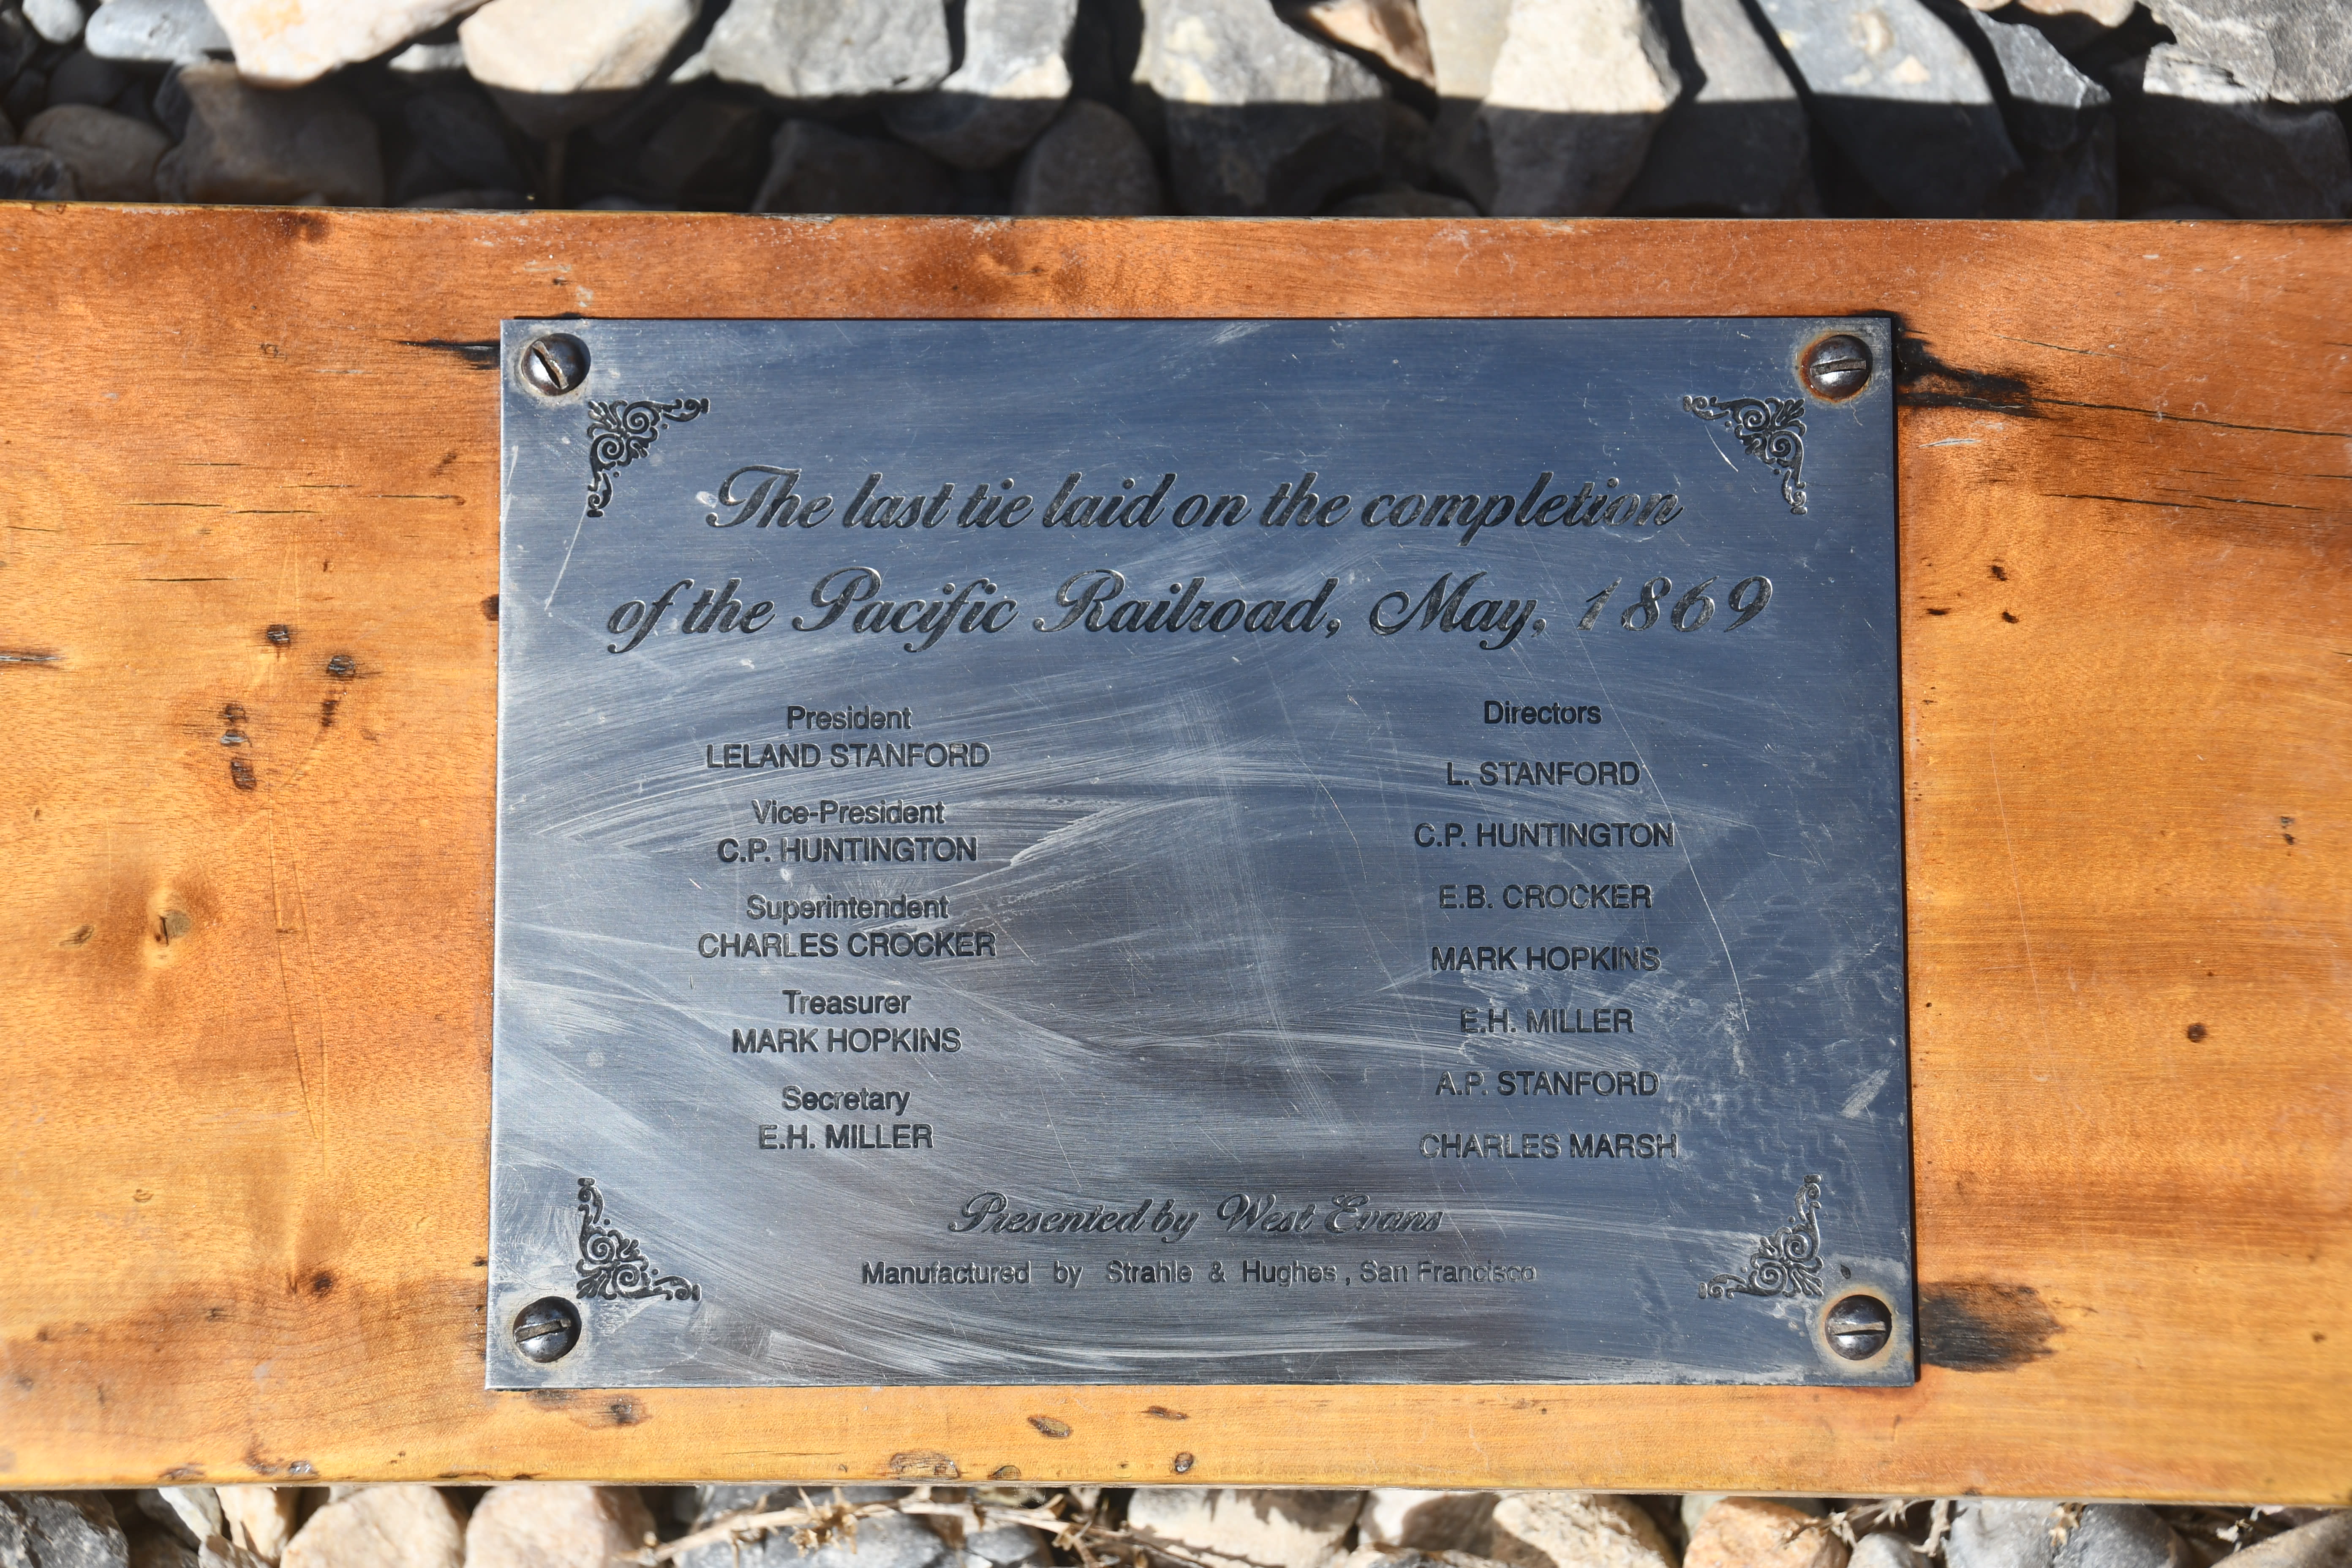 The last tie laid on the completion
of the Pacific Railroad, May, 1869
President
LELAND STANFORD
Vice-President
C.P. HUNTINGTON
Superintendent
CHARLES CROCKER
Treasurer
MARK HOPKINS
Secretary
E.H. MILLER
Directors
L. STANFORD
C.P. HUNTINGTON
E.B. CROCKER
MARK HOPKINS
E.H. MILLER
A.P. STANFORD
CHARLES MARSH
Presented by West Evans
Manufactured by Strahle & Hughes, San Francisco